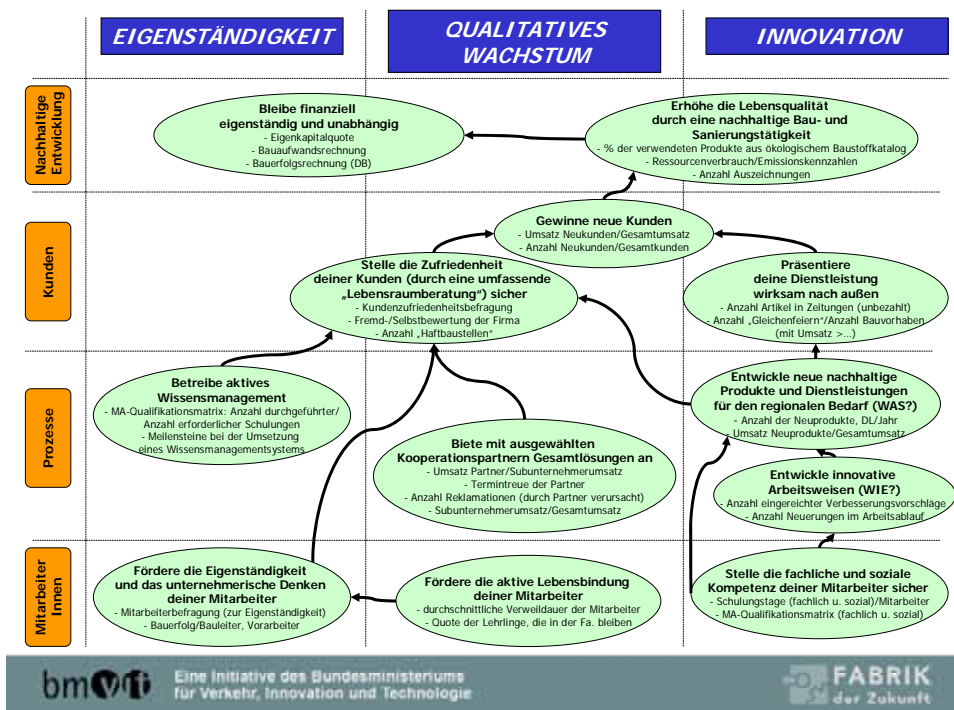 EIGENSTÄNDIGKEIT
QUALITATIVES
WACHSTUM
INNOVATION
Nachhaltige
Entwicklung
Bleibe finanziell
eigenständig und unabhängig
- Eigenkapitalquote
- Bauaufwandsrechnung
- Bauerfolgsrechnung (DB)
Erhöhe die Lebensqualität
durch eine nachhaltige Bau- und
Sanierungstätigkeit
- % der verwendeten Produkte aus ökologischem Baustoffkatalog
- Ressourcenverbrauch/Emissionskennzahlen
- Anzahl Auszeichnungen
Kunden
Gewinne neue Kunden
- Umsatz Neukunden/Gesamtumsatz
- Anzahl Neukunden/Gesamtkunden
Stelle die Zufriedenheit
deiner Kunden (durch eine umfassende
„Lebensraumberatung“) sicher
- Kundenzufriedenheitsbefragung
- Fremd-/Selbstbewertung der Firma
- Anzahl „Haftbaustellen“
Präsentiere
deine Dienstleistung
wirksam nach außen
- Anzahl Artikel in Zeitungen (unbezahlt)
- Anzahl „Gleichenfeiern“/Anzahl Bauvorhaben
(mit Umsatz >...)
Prozesse
Betreibe aktives
Wissensmanagement
- MA-Qualifikationsmatrix: Anzahl durchgeführter/
Anzahl erforderlicher Schulungen
- Meilensteine bei der Umsetzung
eines Wissensmanagementsystems
Biete mit ausgewählten
Kooperationspartnern Gesamtlösungen an
- Umsatz Partner/Subunternehmerumsatz
- Termintreue der Partner
- Anzahl Reklamationen (durch Partner verursacht)
- Subunternehmerumsatz/Gesamtumsatz
Entwickle neue nachhaltige
Produkte und Dienstleistungen
für den regionalen Bedarf (WAS?)
- Anzahl der Neuprodukte, DL/Jahr
- Umsatz Neuprodukte/Gesamtumsatz
Entwickle innovative
Arbeitsweisen (WIE?)
- Anzahl eingereichter Verbesserungsvorschläge
- Anzahl Neuerungen im Arbeitsablauf
Mitarbeiter
Innen
Fördere die Eigenständigkeit
und das unternehmerische Denken
deiner Mitarbeiter
- Mitarbeiterbefragung (zur Eigenständigkeit)
- Bauerfolg/Bauleiter, Vorarbeiter
Fördere die aktive Lebensbindung
deiner Mitarbeiter
- durchschnittliche Verweildauer der Mitarbeiter
- Quote der Lehrlinge, die in der Fa. bleiben
Stelle die fachliche und soziale
Kompetenz deiner Mitarbeiter sicher
- Schulungstage (fachlich u. sozial)/Mitarbeiter
- MA-Qualifikationsmatrix (fachlich u. sozial)
bmvit
Eine Initiative des Bundesministeriums
für Verkehr, Innovation und Technologie
FABRIK
der Zukunft